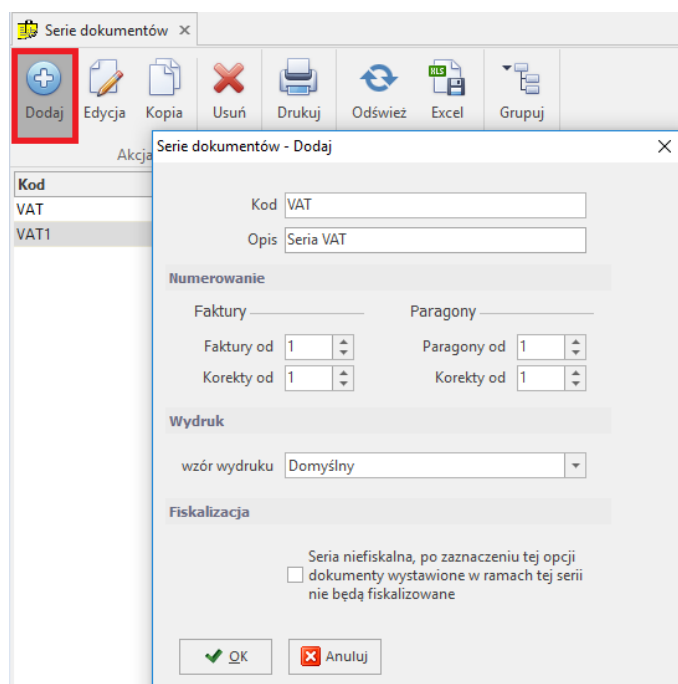 Serie dokumentów
Dodaj Edycja Kopia Usuń Drukuj Odśwież Excel Grupuj
Akcja
Kod
VAT
VAT1
Serie dokumentów - Dodaj
Kod VAT
Opis Seria VAT
Numerowanie
Faktury Paragony
Faktury od 1 Paragony od 1
Korekty od 1 Korekty od 1
Wydruk
wzór wydruku Domyślny
Fiskalizacja
Seria niefiskalna, po zaznaczeniu tej opcji
dokumenty wystawione w ramach tej serii
nie będą fiskalizowane
OK Anuluj